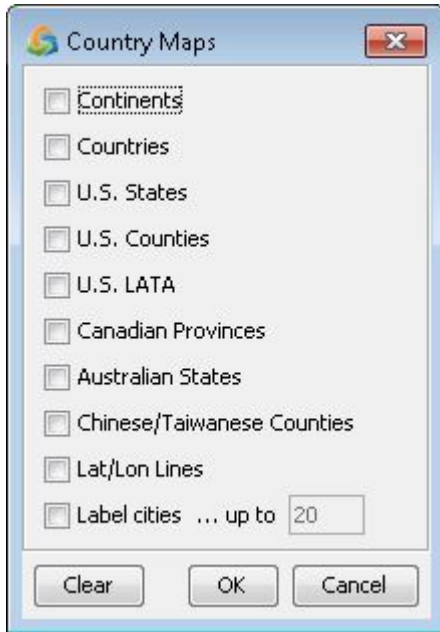 Country Maps
Continents
Countries
U.S. States
U.S. Counties
U.S. LATA
Canadian Provinces
Australian States
Chinese/Taiwanese Counties
Lat/Lon Lines
Label cities ... up to 20
Clear OK Cancel